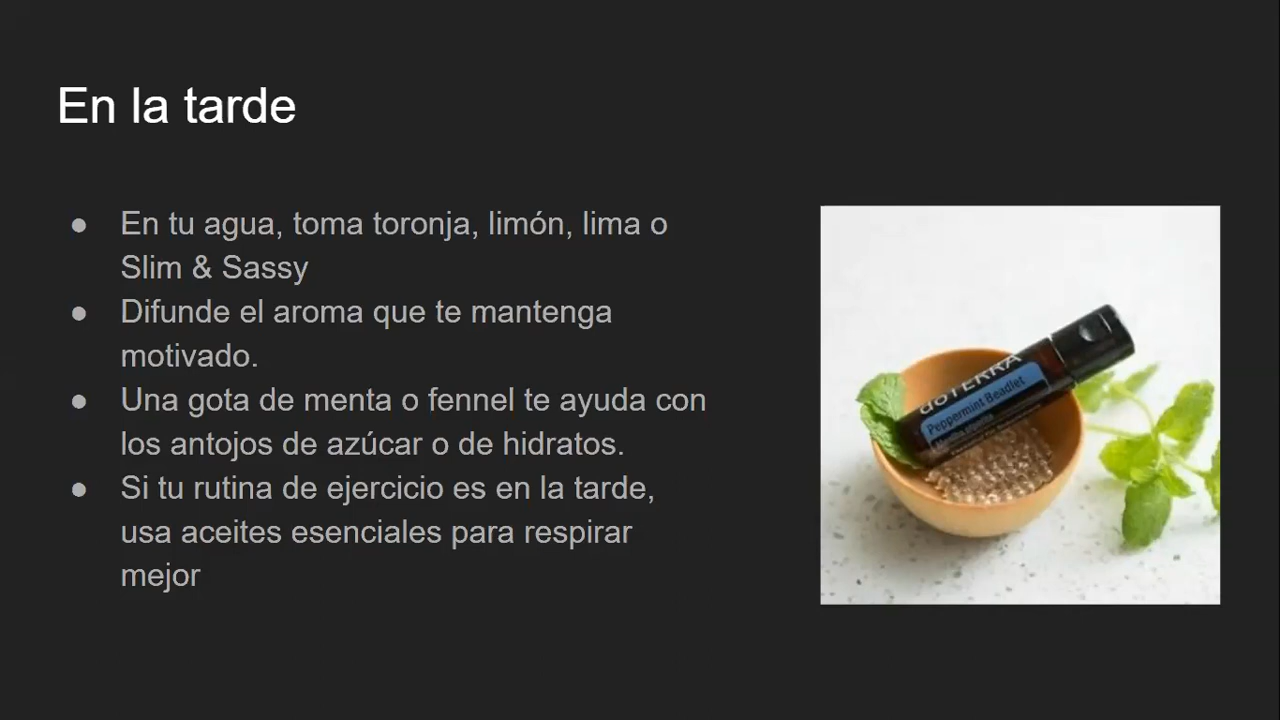 En la tarde
● En tu agua, toma toronja, limón, lima o
Slim & Sassy
● Difunde el aroma que te mantenga
motivado.
● Una gota de menta o fennel te ayuda con
los antojos de azúcar o de hidratos.
● Si tu rutina de ejercicio es en la tarde,
usa aceites esenciales para respirar
mejor
dōTERRA
Peppermint Beadlet